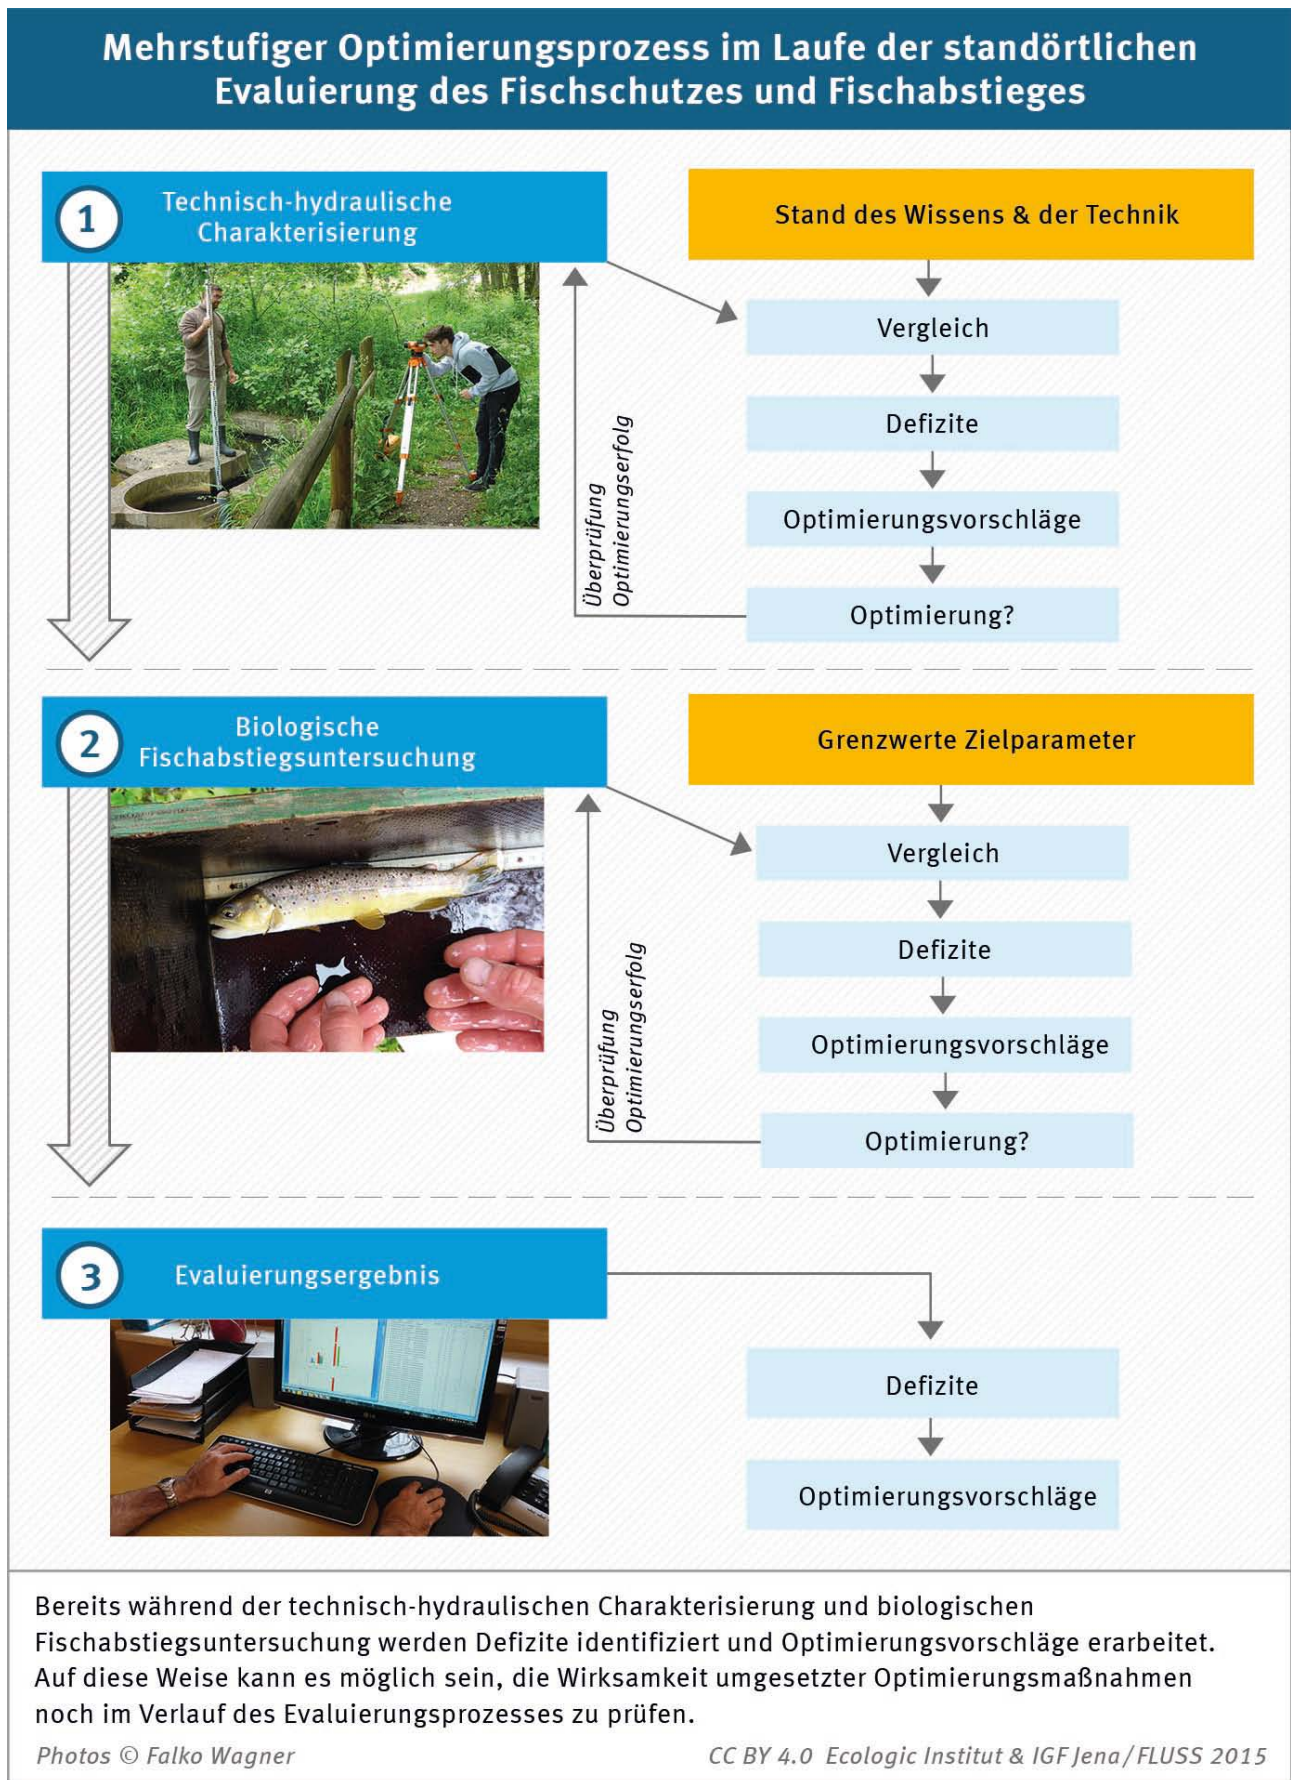 Mehrstufiger Optimierungsprozess im Laufe der standörtlichen
Evaluierung des Fischschutzes und Fischabstieges
1
Technisch-hydraulische
Charakterisierung
Stand des Wissens & der Technik
Vergleich
Defizite
Optimierungsvorschläge
Optimierung?
Überprüfung
Optimierungserfolg
2
Biologische
Fischabstiegsuntersuchung
Grenzwerte Zielparameter
Vergleich
Defizite
Optimierungsvorschläge
Optimierung?
Überprüfung
Optimierungserfolg
3
Evaluierungsergebnis
Defizite
Optimierungsvorschläge
Bereits während der technisch-hydraulischen Charakterisierung und biologischen
Fischabstiegsuntersuchung werden Defizite identifiziert und Optimierungsvorschläge erarbeitet.
Auf diese Weise kann es möglich sein, die Wirksamkeit umgesetzter Optimierungsmaßnahmen
noch im Verlauf des Evaluierungsprozesses zu prüfen.
Photos © Falko Wagner
CC BY 4.0 Ecologic Institut & IGF Jena/FLUSS 2015